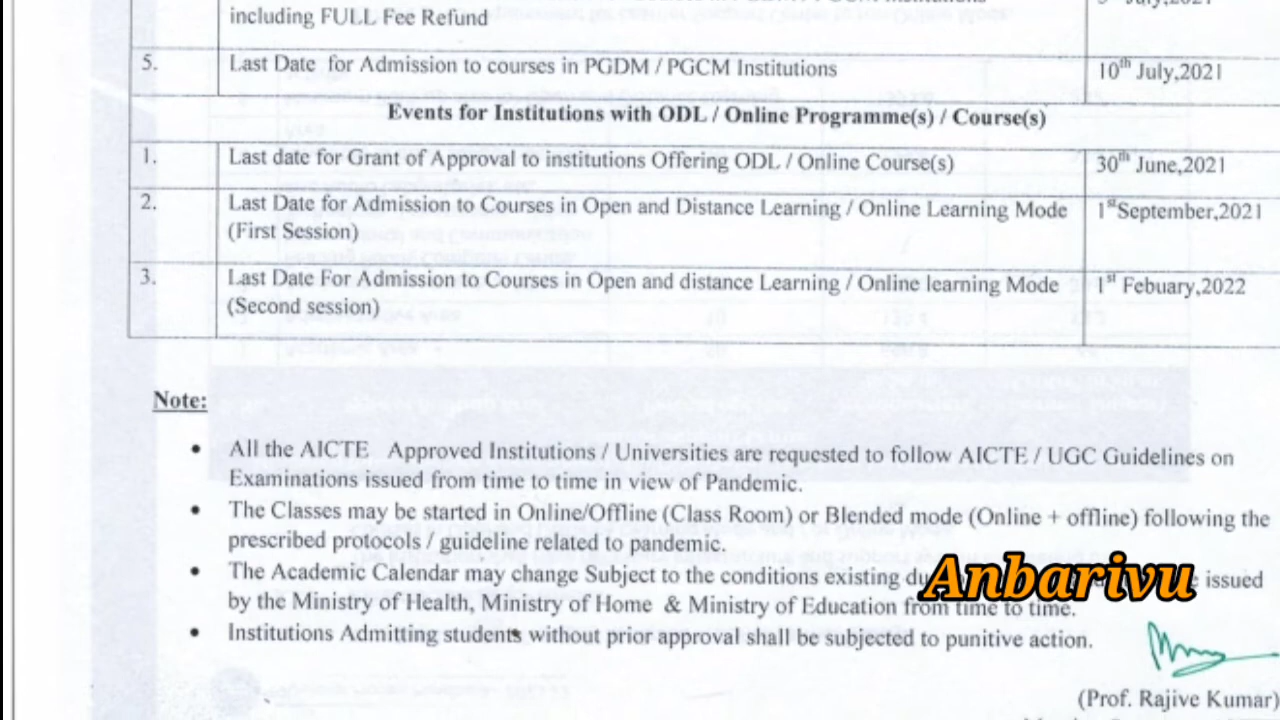 including FULL Fee Refund
July,2021
5. Last Date for Admission to courses in PGDM / PGCM Institutions 10th July,2021
Events for Institutions with ODL / Online Programme(s) / Course(s)
1. Last date for Grant of Approval to institutions Offering ODL / Online Course(s) 30th June,2021
2. Last Date for Admission to Courses in Open and Distance Learning / Online Learning Mode 1st September,2021
(First Session)
3. Last Date For Admission to Courses in Open and distance Learning / Online learning Mode 1st Febuary,2022
(Second session)
Note:
• All the AICTE Approved Institutions / Universities are requested to follow AICTE / UGC Guidelines on
Examinations issued from time to time in view of Pandemic.
• The Classes may be started in Online/Offline (Class Room) or Blended mode (Online + offline) following the
prescribed protocols / guideline related to pandemic.
• The Academic Calendar may change Subject to the conditions existing issued
Anbarivu
by the Ministry of Health, Ministry of Home & Ministry of Education from time to time.
• Institutions Admitting students without prior approval shall be subjected to punitive action.
(Prof. Rajive Kumar)